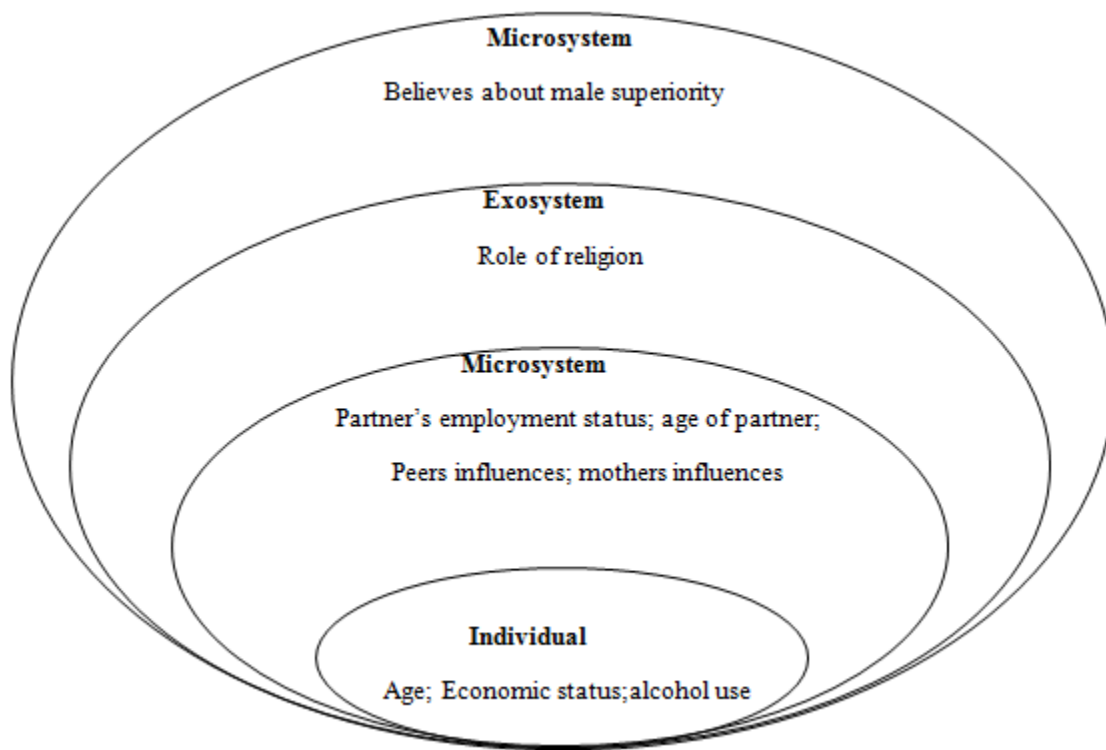 Microsystem
Believes about male superiority
Exosystem
Role of religion
Microsystem
Partner’s employment status; age of partner;
Peers influences; mothers influences
Individual
Age; Economic status;alcohol use